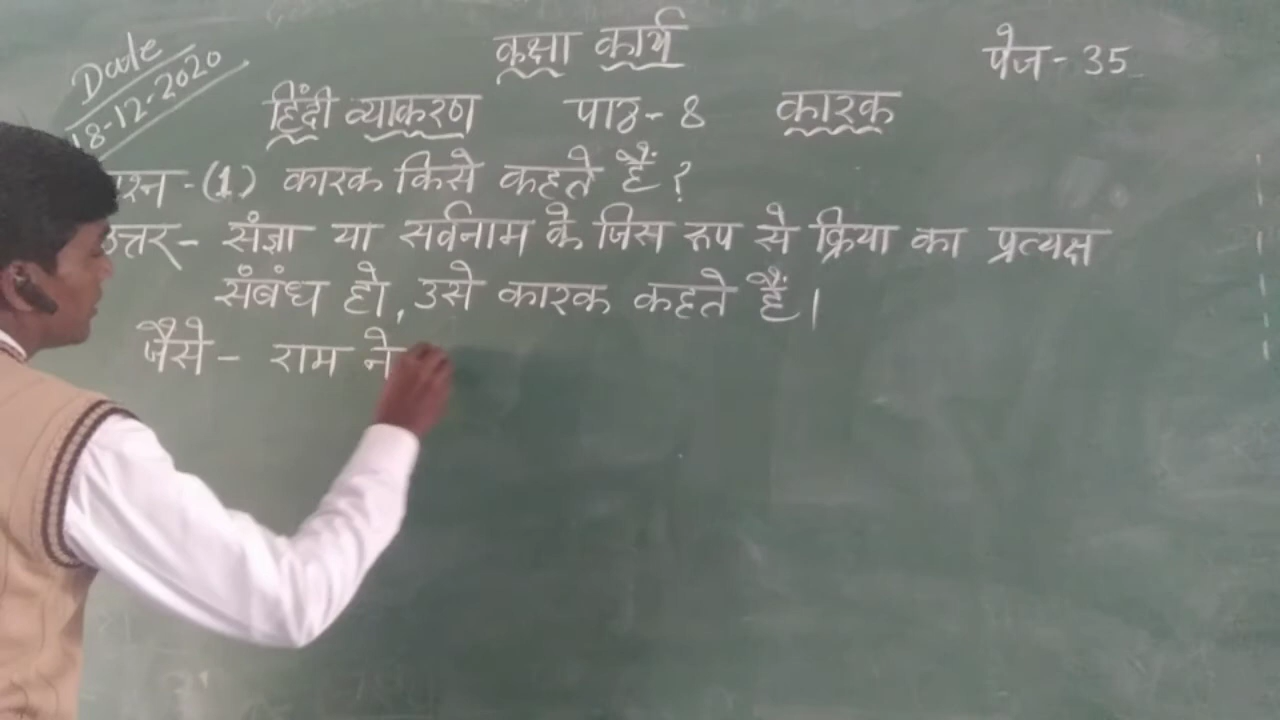 Date
18-12-2020
कक्षा कार्य
पेज - 35
हिंदी व्याकरण पाठ - 8 कारक
प्रश्न - (1) कारक किसे कहते हैं ?
उत्तर - संज्ञा या सर्वनाम के जिस रूप से क्रिया का प्रत्यक्ष
संबंध हो, उसे कारक कहते हैं।
जैसे - राम ने